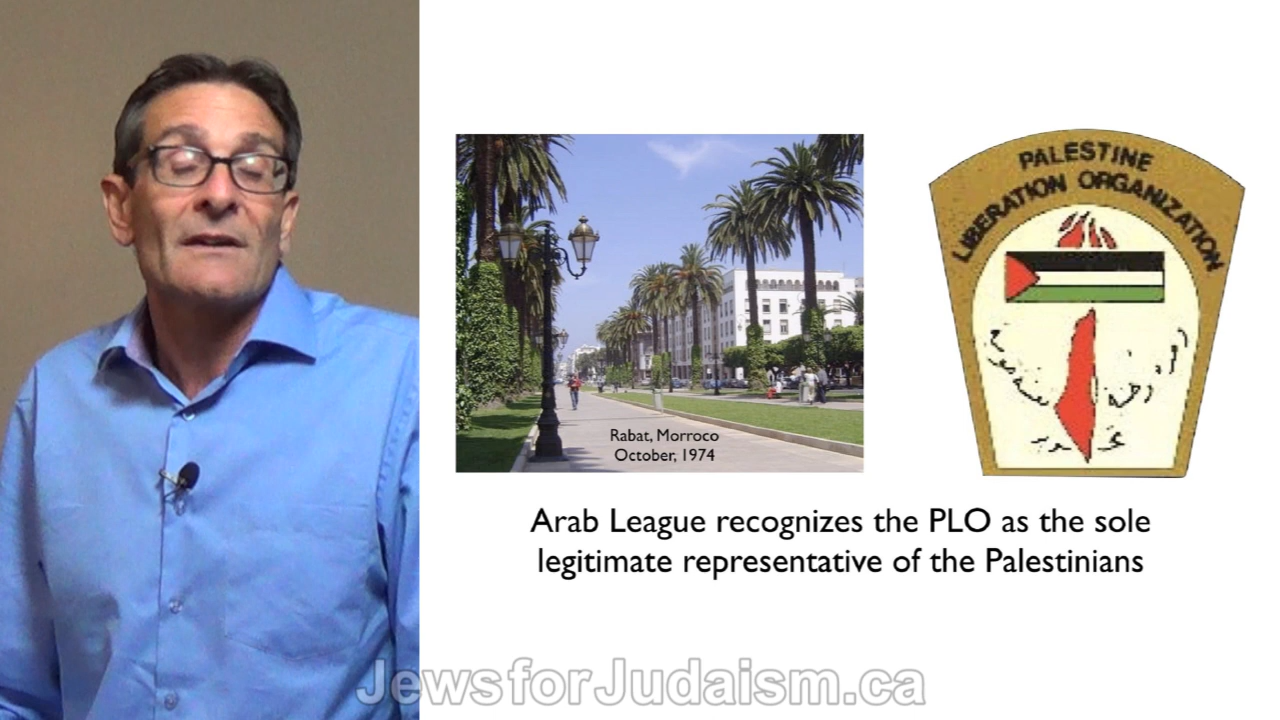 PALESTINE
LIBERATION ORGANIZATION
Rabat, Morroco
October, 1974
Arab League recognizes the PLO as the sole
legitimate representative of the Palestinians
JewsforJudaism.ca